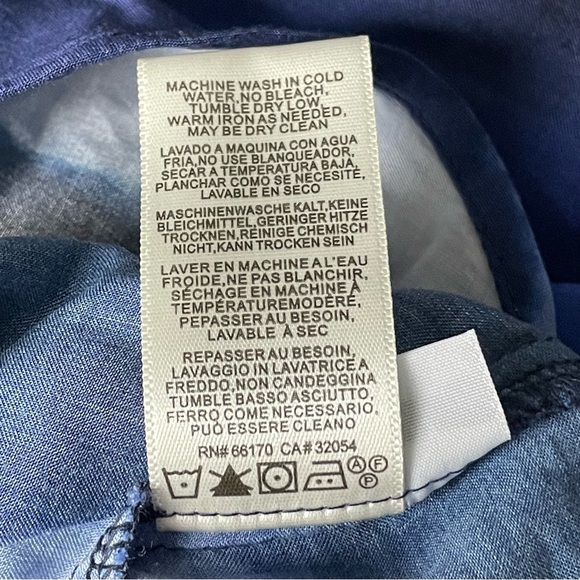 MACHINE WASH IN COLD
WATER,NO BLEACH,
TUMBLE DRY LOW,
WARM IRON AS NEEDED,
MAY BE DRY CLEAN
LAVADO A MAQUINA CON AGUA
FRIA,NO USE BLANQUEADOR,
SECAR A TEMPERATURA BAJA,
PLANCHAR COMO SE NECESITE,
LAVABLE EN SECO
MASCHINENWASCHE KALT,KEINE
BLEICHMITTEL,GERINGER HITZE
TROCKNEN,REINIGE CHEMISCH
NICHT,KANN TROCKEN SEIN
LAVER EN MACHINE A L'EAU
FROIDE,NE PAS BLANCHIR,
SÉCHAGE EN MACHINE À
TEMPÉRATUREMODÈRÈ,
PEPASSER AU BESOIN,
LAVABLE À SEC
REPASSER AU BESOIN,
LAVAGGIO IN LAVATRICE A
FREDDO,NON CANDEGGINA
TUMBLE BASSO ASCIUTTO,
FERRO COME NECESSARIO,
PUÒ ESSERE CLEANO
RN# 66170 CA# 32054
A F
P